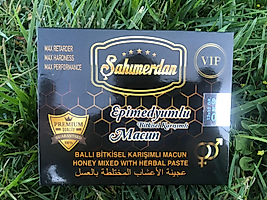 MAX RETARDER
MAX HARDNESS
MAX PERFORMANCE
Sahımerdan
VIP
Epimedyumlu
Bitkisel Karışımlı
Macun
PREMIUM
BALLI BİTKİSEL KARIŞIMLI MACUN
HONEY MIXED WITH HERBAL PASTE
عجينة الأعشاب المختلطة بالعسل